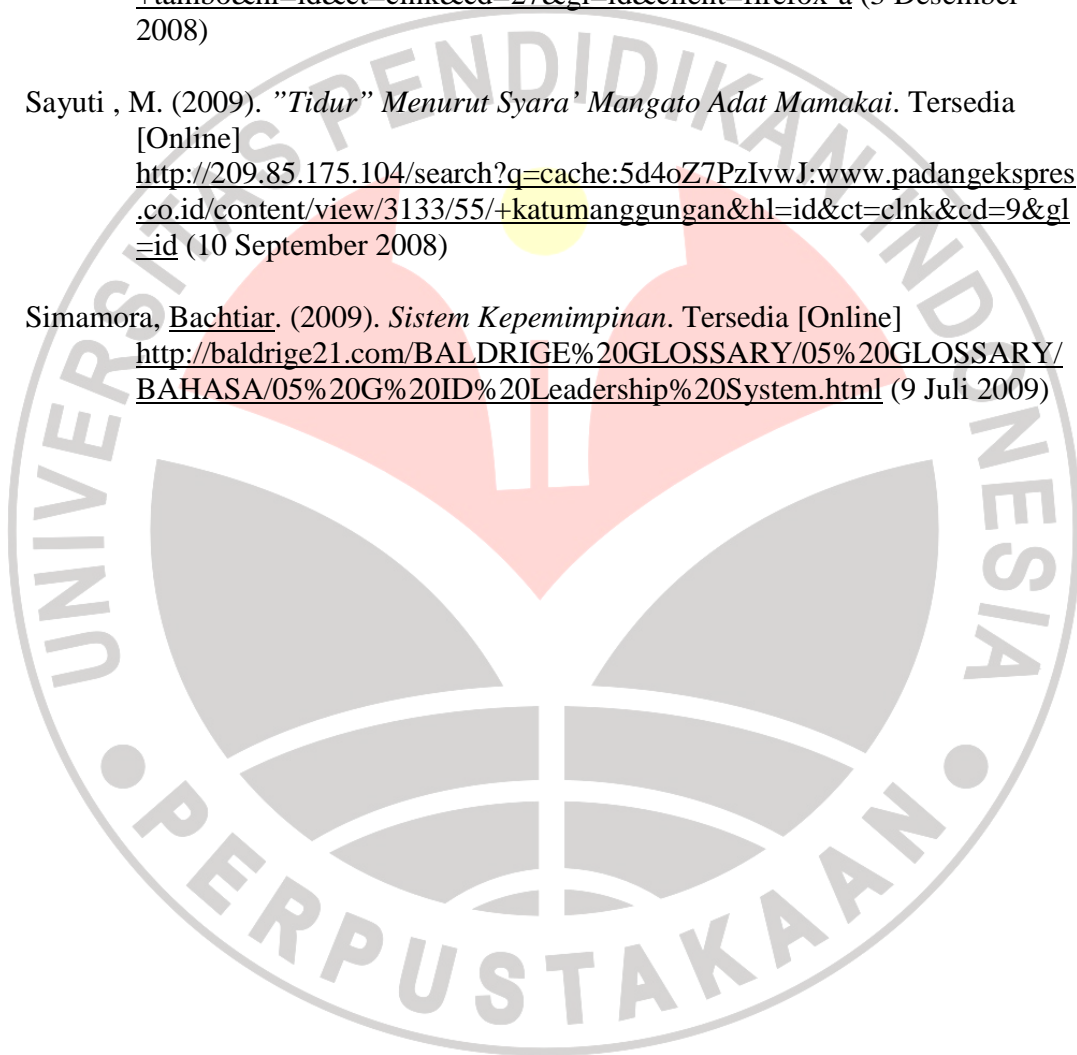 2008)
Sayuti , M. (2009). ”Tidur” Menurut Syara’ Mangato Adat Mamakai. Tersedia
[Online]
http://209.85.175.104/search?q=cache:5d4oZ7PzIvwJ:www.padangekspres
.co.id/content/view/3133/55/+katumanggungan&hl=id&ct=clnk&cd=9&gl
=id (10 September 2008)
Simamora, Bachtiar. (2009). Sistem Kepemimpinan. Tersedia [Online]
http://baldrige21.com/BALDRIGE%20GLOSSARY/05%20GLOSSARY/
BAHASA/05%20G%20ID%20Leadership%20System.html (9 Juli 2009)
UNIVERSITAS PENDIDIKAN INDONESIA
PERPUSTAKAAN